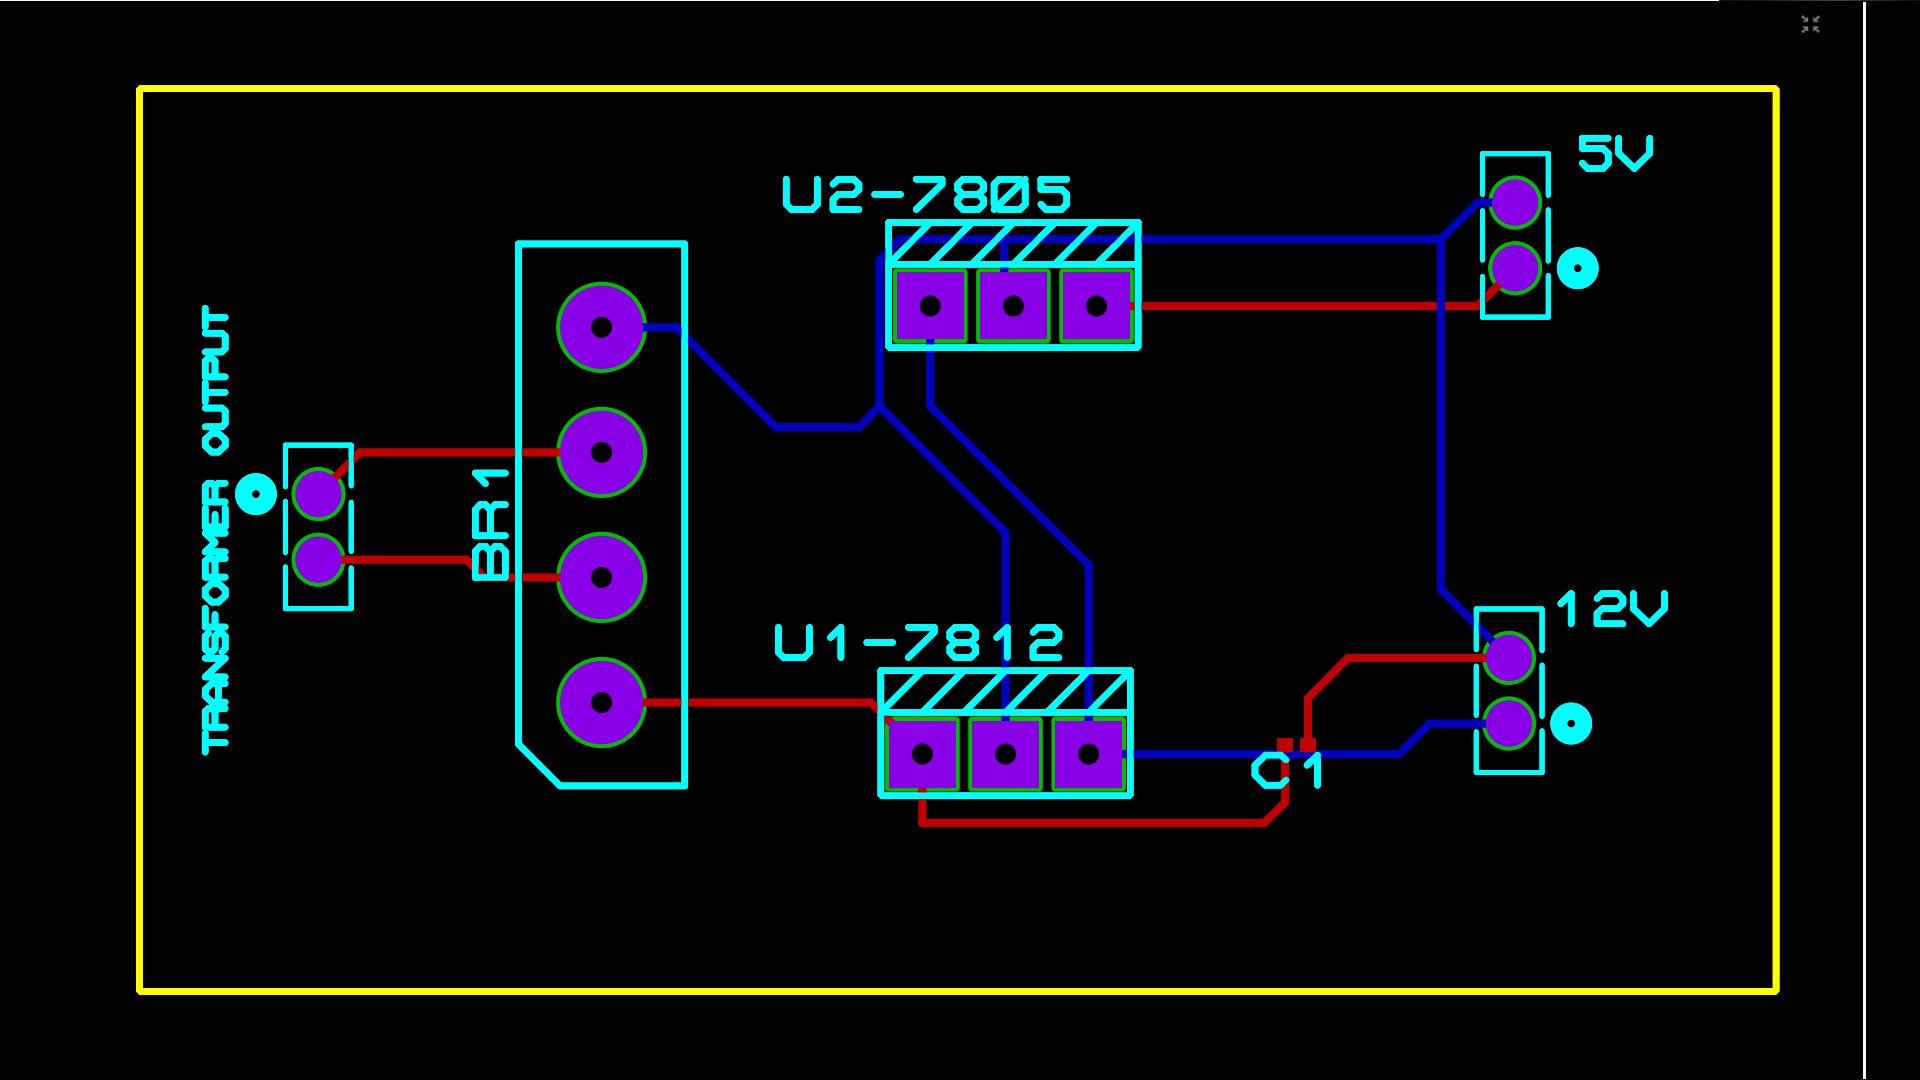 5V
U2-7805
TRANSFORMER OUTPUT
BR1
12V
U1-7812
C1